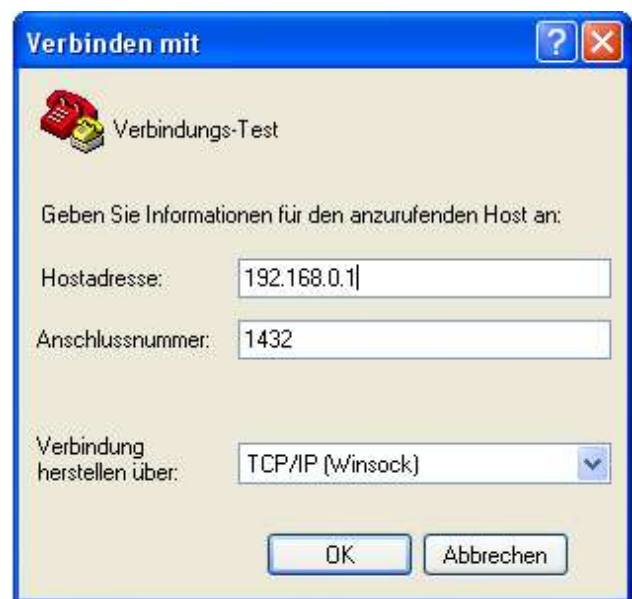 Verbinden mit
Verbindungs-Test
Geben Sie Informationen für den anzurufenden Host an:
Hostadresse: 192.168.0.1
Anschlussnummer: 1432
Verbindung
herstellen über: TCP/IP (Winsock)
OK Abbrechen